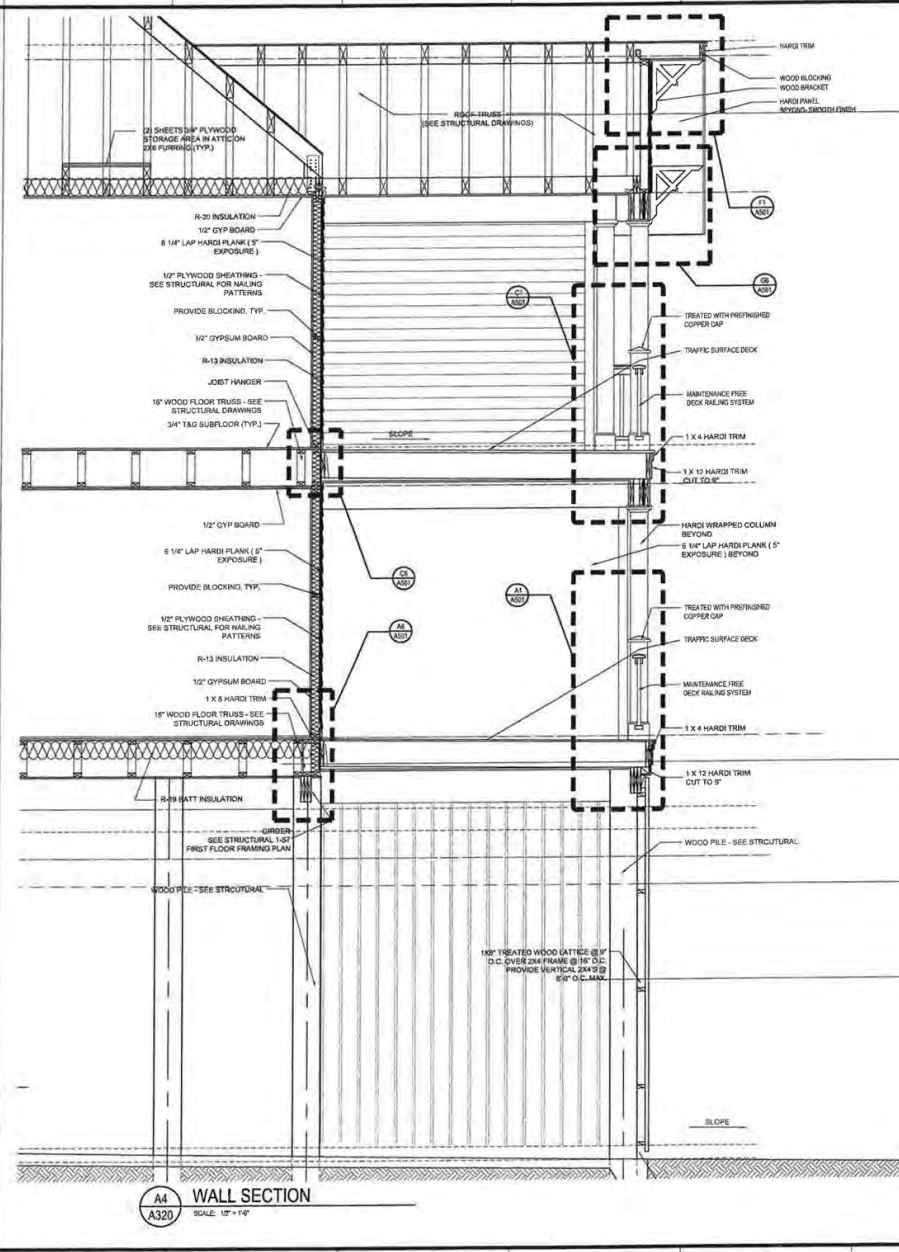 HARDI TRIM
WOOD BLOCKING
WOOD BRACKET
HARDI PANEL
BEYOND- SMOOTH FINISH
ROOF TRUSS
(SEE STRUCTURAL DRAWINGS)
(2) SHEETS 3/4" PLYWOOD
STORAGE AREA IN ATTIC ON
2X6 FURRING (TYP.)
F1
A501
G6
A501
R-30 INSULATION
1/2" GYP BOARD
6 1/4" LAP HARDI PLANK ( 5"
EXPOSURE )
1/2" PLYWOOD SHEATHING -
SEE STRUCTURAL FOR NAILING
PATTERNS
PROVIDE BLOCKING, TYP.
1/2" GYPSUM BOARD
R-13 INSULATION
JOIST HANGER
16" WOOD FLOOR TRUSS - SEE
STRUCTURAL DRAWINGS
3/4" T&G SUBFLOOR (TYP.)
C1
A501
TREATED WITH PREFINISHED
COPPER CAP
TRAFFIC SURFACE DECK
MAINTENANCE FREE
DECK RAILING SYSTEM
SLOPE
1 X 4 HARDI TRIM
1 X 12 HARDI TRIM
CUT TO 9"
1/2" GYP BOARD
6 1/4" LAP HARDI PLANK ( 5"
EXPOSURE )
PROVIDE BLOCKING, TYP.
1/2" PLYWOOD SHEATHING -
SEE STRUCTURAL FOR NAILING
PATTERNS
R-13 INSULATION
1/2" GYPSUM BOARD
1 X 8 HARDI TRIM
16" WOOD FLOOR TRUSS - SEE
STRUCTURAL DRAWINGS
C5
A501
A6
A501
A1
A501
HARDI WRAPPED COLUMN
BEYOND
6 1/4" LAP HARDI PLANK ( 5"
EXPOSURE ) BEYOND
TREATED WITH PREFINISHED
COPPER CAP
TRAFFIC SURFACE DECK
MAINTENANCE FREE
DECK RAILING SYSTEM
1 X 4 HARDI TRIM
1 X 12 HARDI TRIM
CUT TO 9"
R-19 BATT INSULATION
GIRDER
SEE STRUCTURAL 1-S7
FIRST FLOOR FRAMING PLAN
WOOD PILE - SEE STRCUTURAL
WOOD PILE - SEE STRCUTURAL
1X8" TREATED WOOD LATTICE @ 9"
O.C. OVER 2X4 FRAME @ 16" O.C.
PROVIDE VERTICAL 2X4'S @
6'-0" O.C. MAX.
SLOPE
A4
A320
WALL SECTION
SCALE: 1/2" = 1'-0"